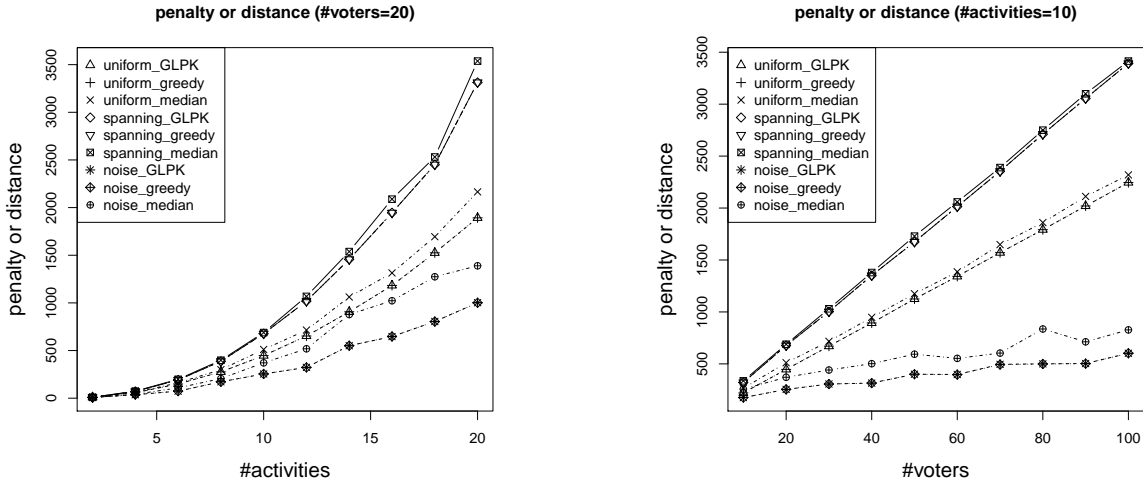 penalty or distance (#voters=20)
penalty or distance
3500
3000
2500
2000
1500
1000
500
0
uniform_GLPK
uniform_greedy
uniform_median
spanning_GLPK
spanning_greedy
spanning_median
noise_GLPK
noise_greedy
noise_median
5
10
15
20
#activities
penalty or distance (#activities=10)
penalty or distance
3500
3000
2500
2000
1500
1000
500
uniform_GLPK
uniform_greedy
uniform_median
spanning_GLPK
spanning_greedy
spanning_median
noise_GLPK
noise_greedy
noise_median
20
40
60
80
100
#voters